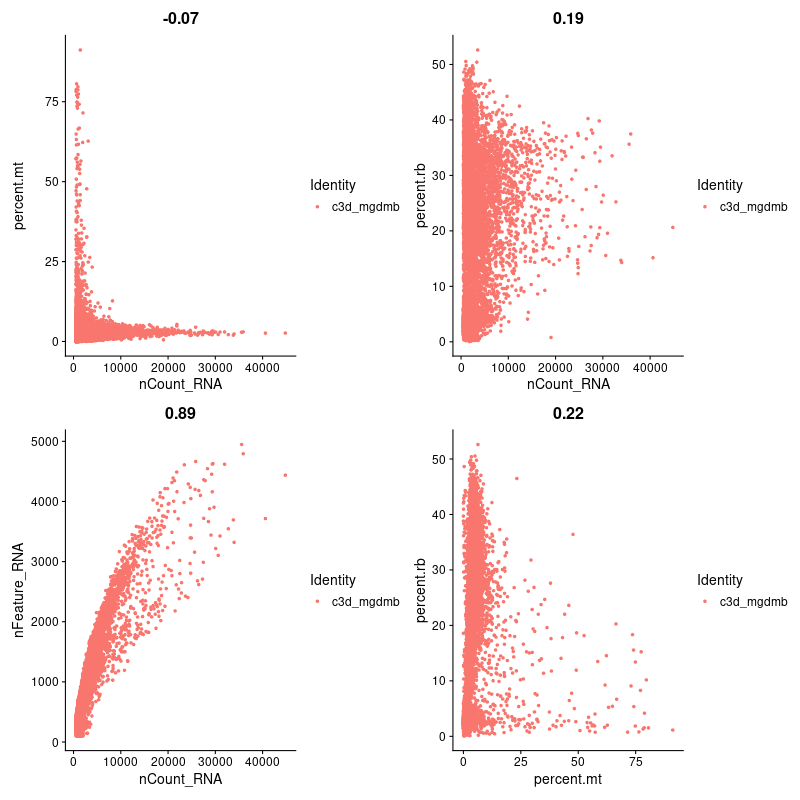 -0.07
percent.mt
75
50
25
0
0 10000 20000 30000 40000
nCount_RNA
Identity
c3d_mgdmb
0.19
percent.rb
50
40
30
20
10
0
0 10000 20000 30000 40000
nCount_RNA
Identity
c3d_mgdmb
0.89
nFeature_RNA
5000
4000
3000
2000
1000
0
0 10000 20000 30000 40000
nCount_RNA
Identity
c3d_mgdmb
0.22
percent.rb
50
40
30
20
10
0
0 25 50 75
percent.mt
Identity
c3d_mgdmb